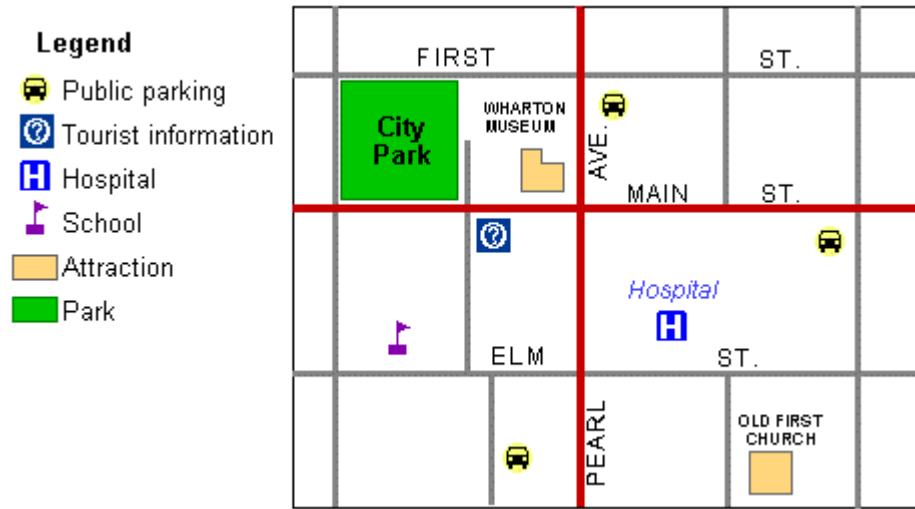 Legend
Public parking
? Tourist information
H Hospital
School
Attraction
Park
FIRST ST.
City
Park
WHARTON
MUSEUM
AVE.
MAIN ST.
?
Hospital
H
ELM ST.
PEARL
OLD FIRST
CHURCH